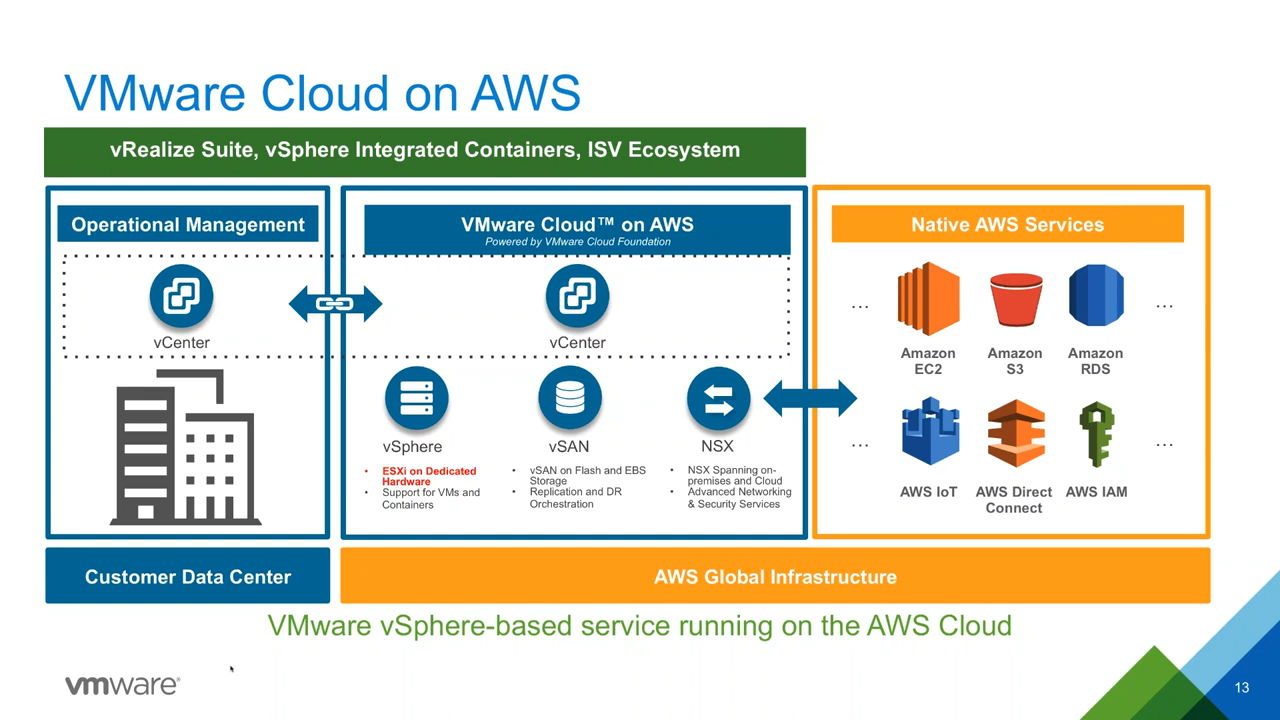 VMware Cloud on AWS
vRealize Suite, vSphere Integrated Containers, ISV Ecosystem
Operational Management
vCenter
VMware Cloud™ on AWS
Powered by VMware Cloud Foundation
vCenter
vSphere
• ESXi on Dedicated
Hardware
• Support for VMs and
Containers
vSAN
• vSAN on Flash and EBS
Storage
• Replication and DR
Orchestration
NSX
• NSX Spanning on-
premises and Cloud
• Advanced Networking
& Security Services
Native AWS Services
...
Amazon
EC2
Amazon
S3
Amazon
RDS
...
...
AWS IoT
AWS Direct
Connect
AWS IAM
...
Customer Data Center
AWS Global Infrastructure
VMware vSphere-based service running on the AWS Cloud
vmware®
13